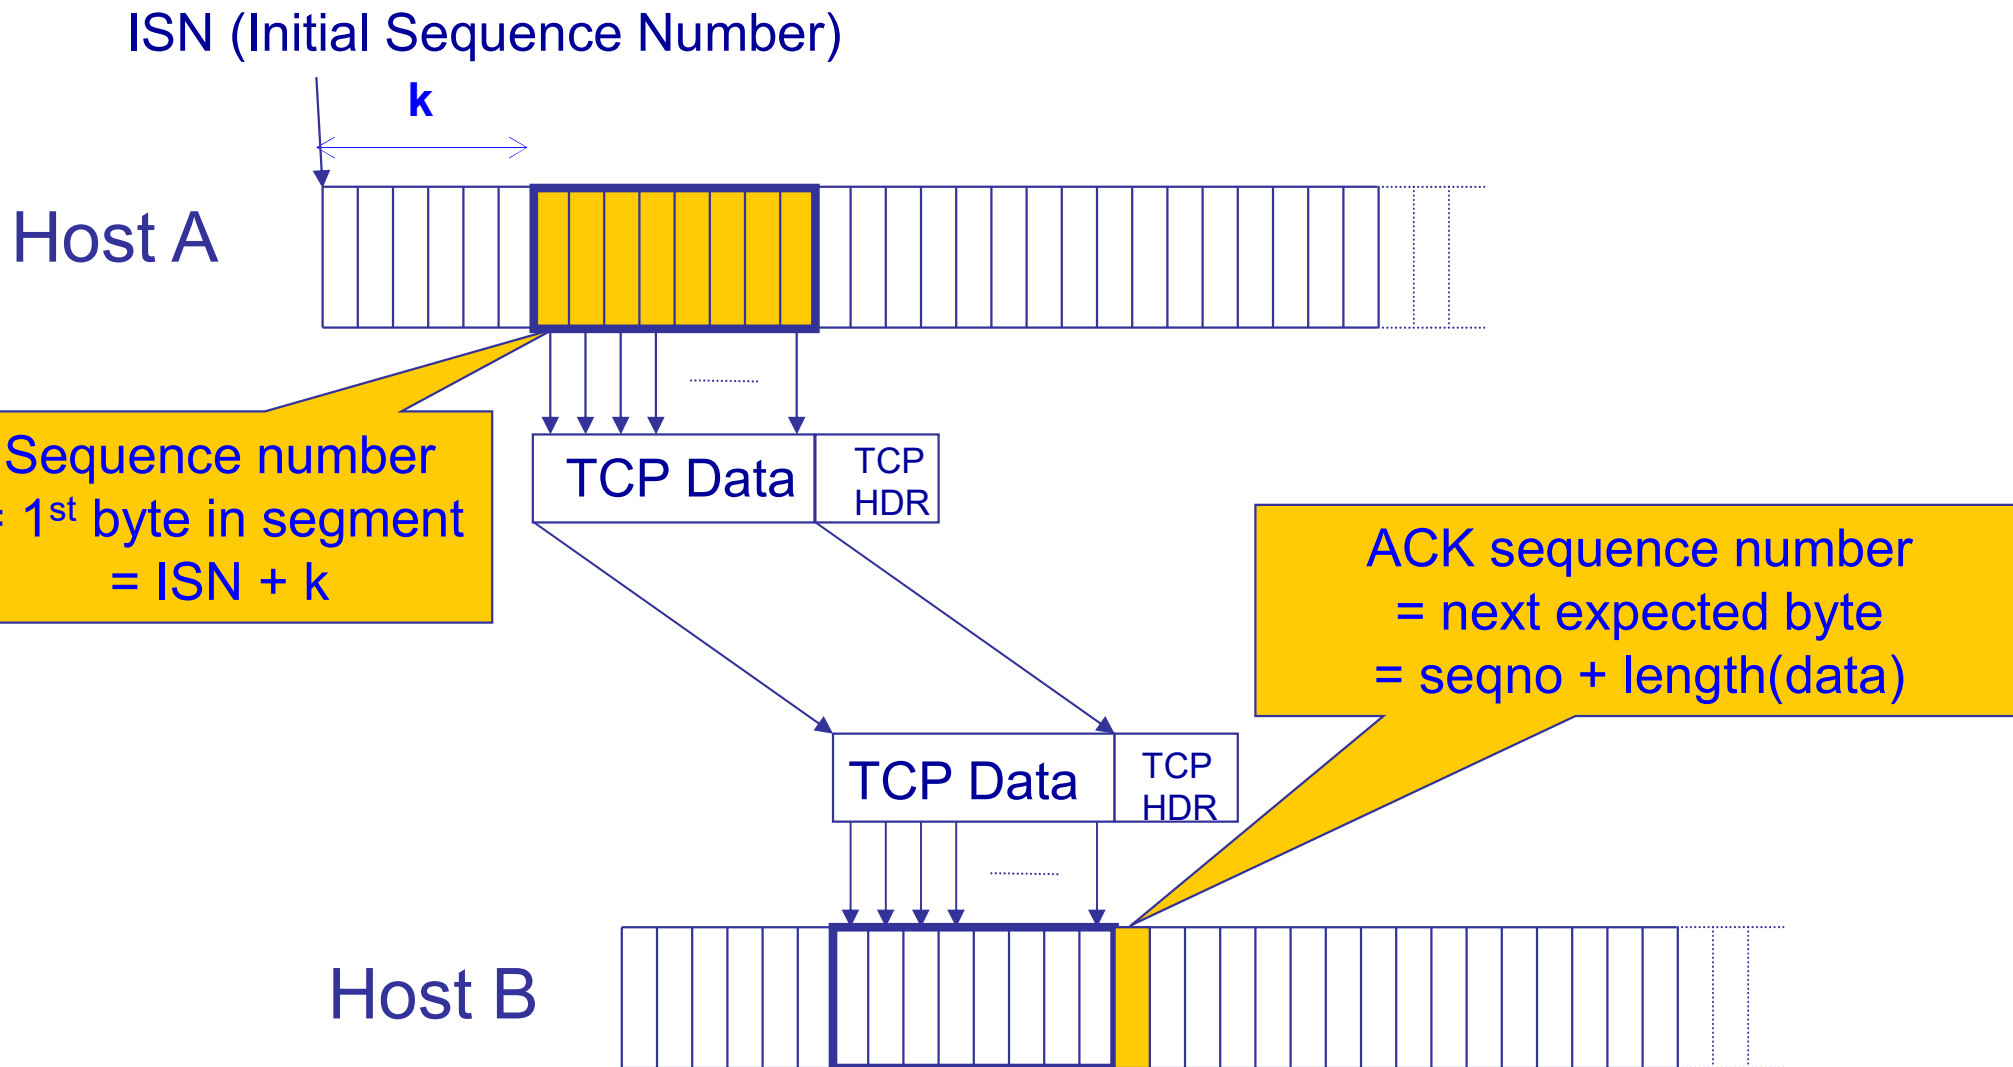 ISN (Initial Sequence Number)
k
Host A
Sequence number
= 1st byte in segment
= ISN + k
TCP Data
TCP
HDR
ACK sequence number
= next expected byte
= seqno + length(data)
TCP Data
TCP
HDR
Host B